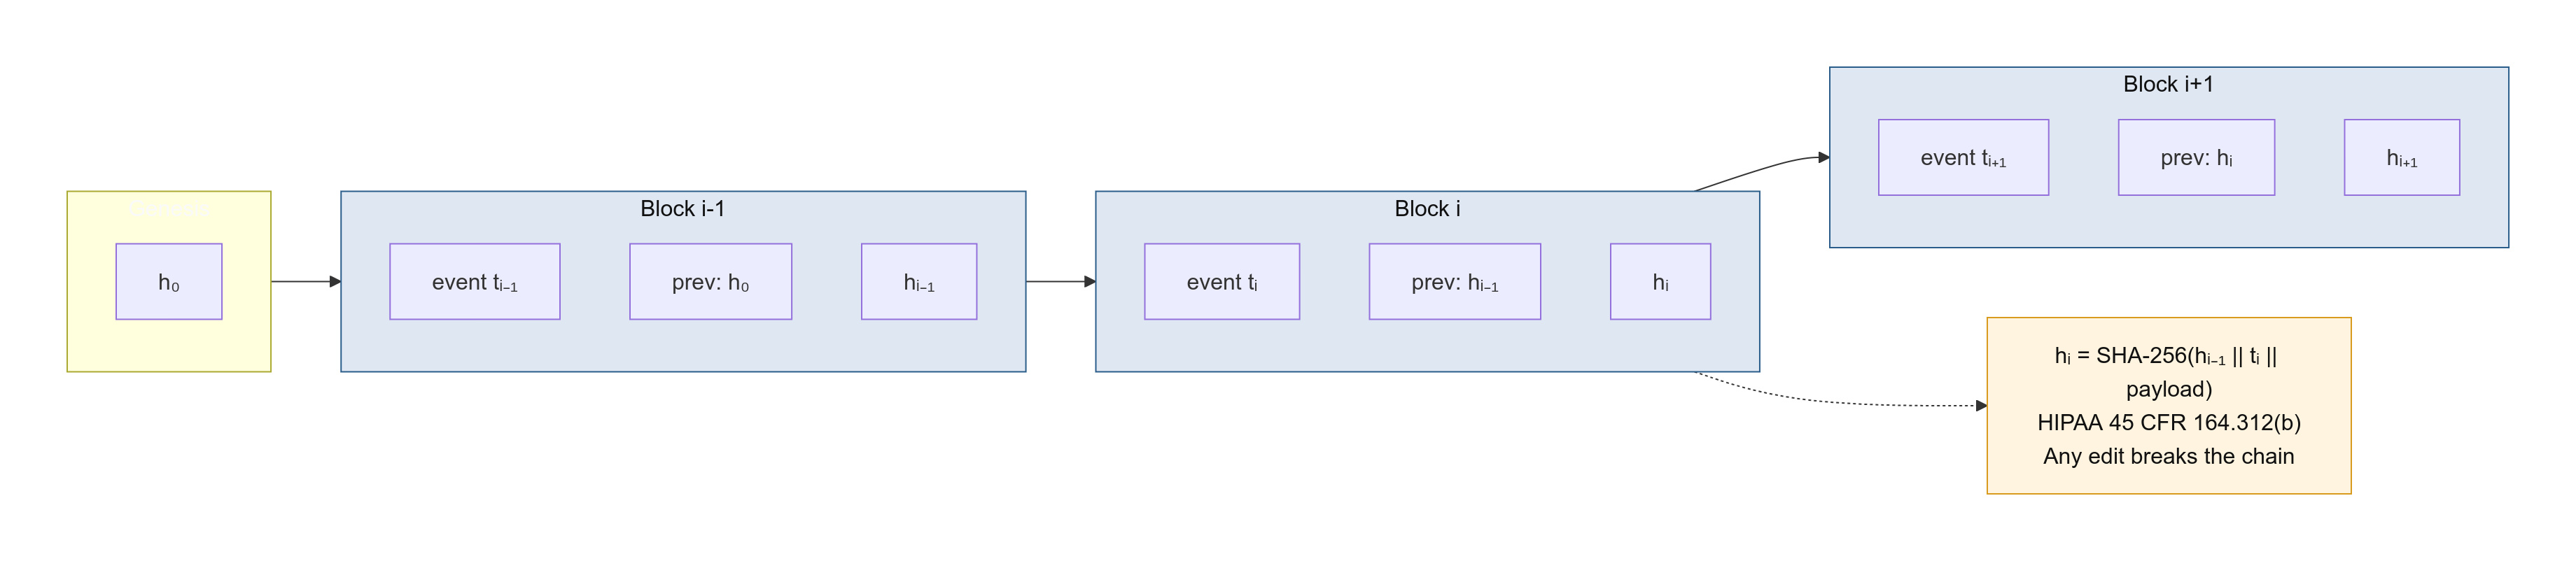 h₀
Block i-1
event tᵢ₋₁
prev: h₀
hᵢ₋₁
Block i
event tᵢ
prev: hᵢ₋₁
hᵢ
Block i+1
event tᵢ₊₁
prev: hᵢ
hᵢ₊₁
hᵢ = SHA-256(hᵢ₋₁ || tᵢ ||
payload)
HIPAA 45 CFR 164.312(b)
Any edit breaks the chain